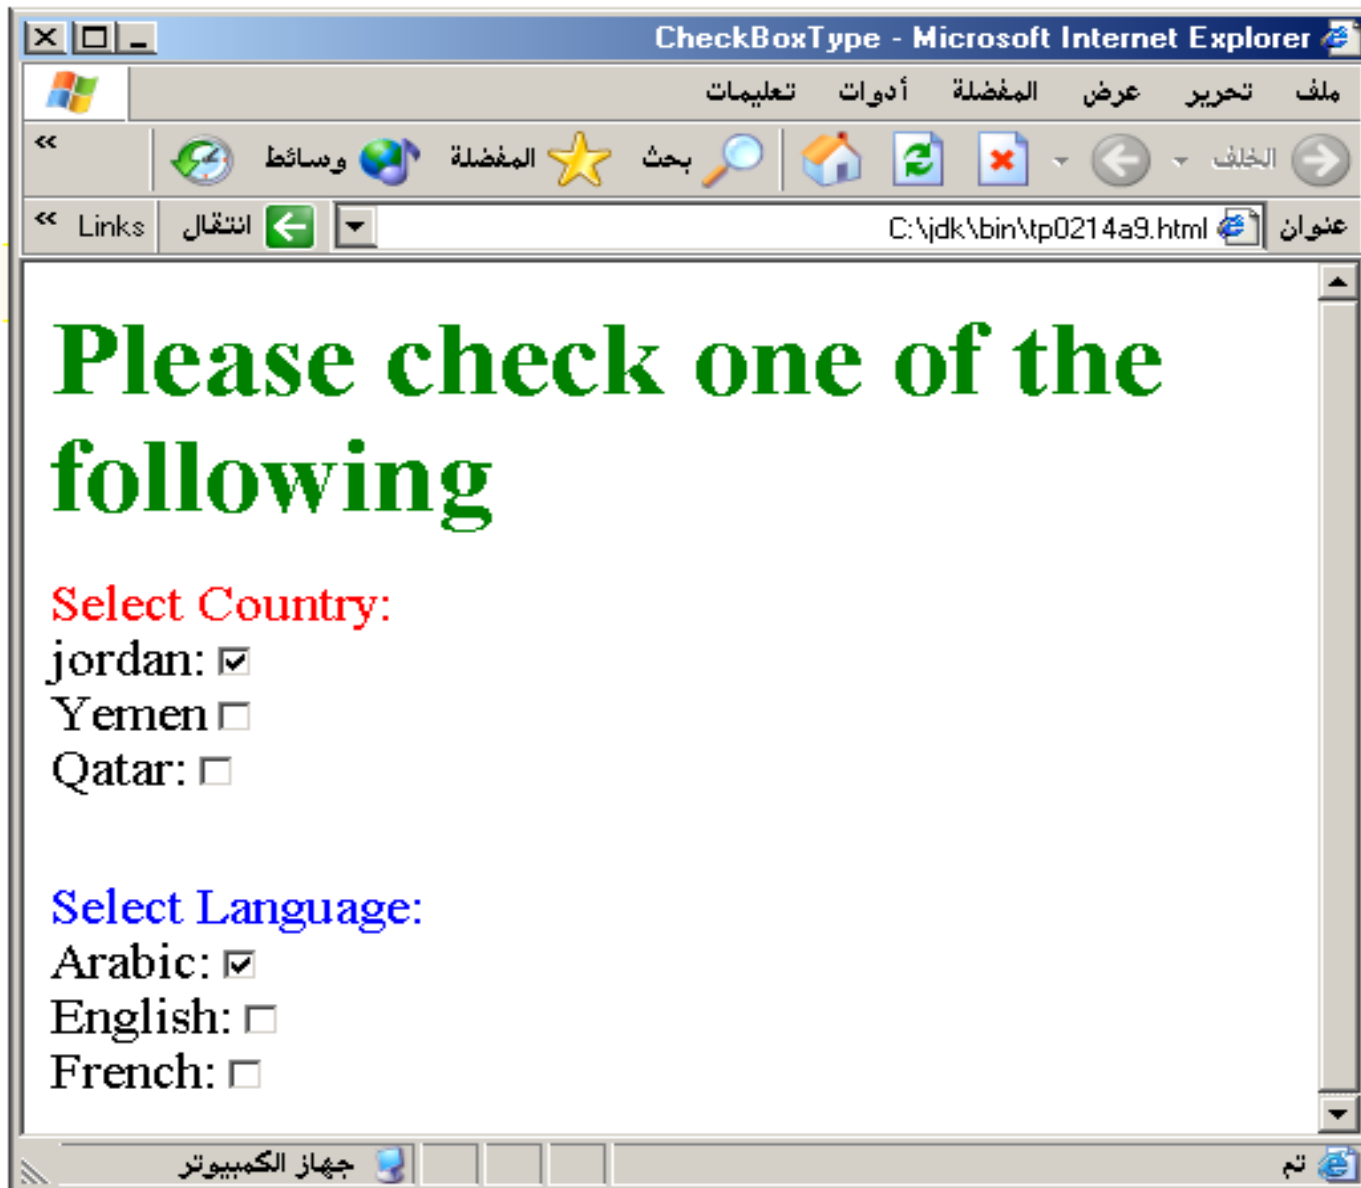 CheckBoxType - Microsoft Internet Explorer
ملف تحرير عرض المفضلة أدوات تعليمات
الخلف بحث المفضلة وسائط »
عنوان C:\jdk\bin\tp0214a9.html انتقال Links »
Please check one of the
following
Select Country:
jordan:
Yemen
Qatar:
Select Language:
Arabic:
English:
French:
تم جهاز الكمبيوتر